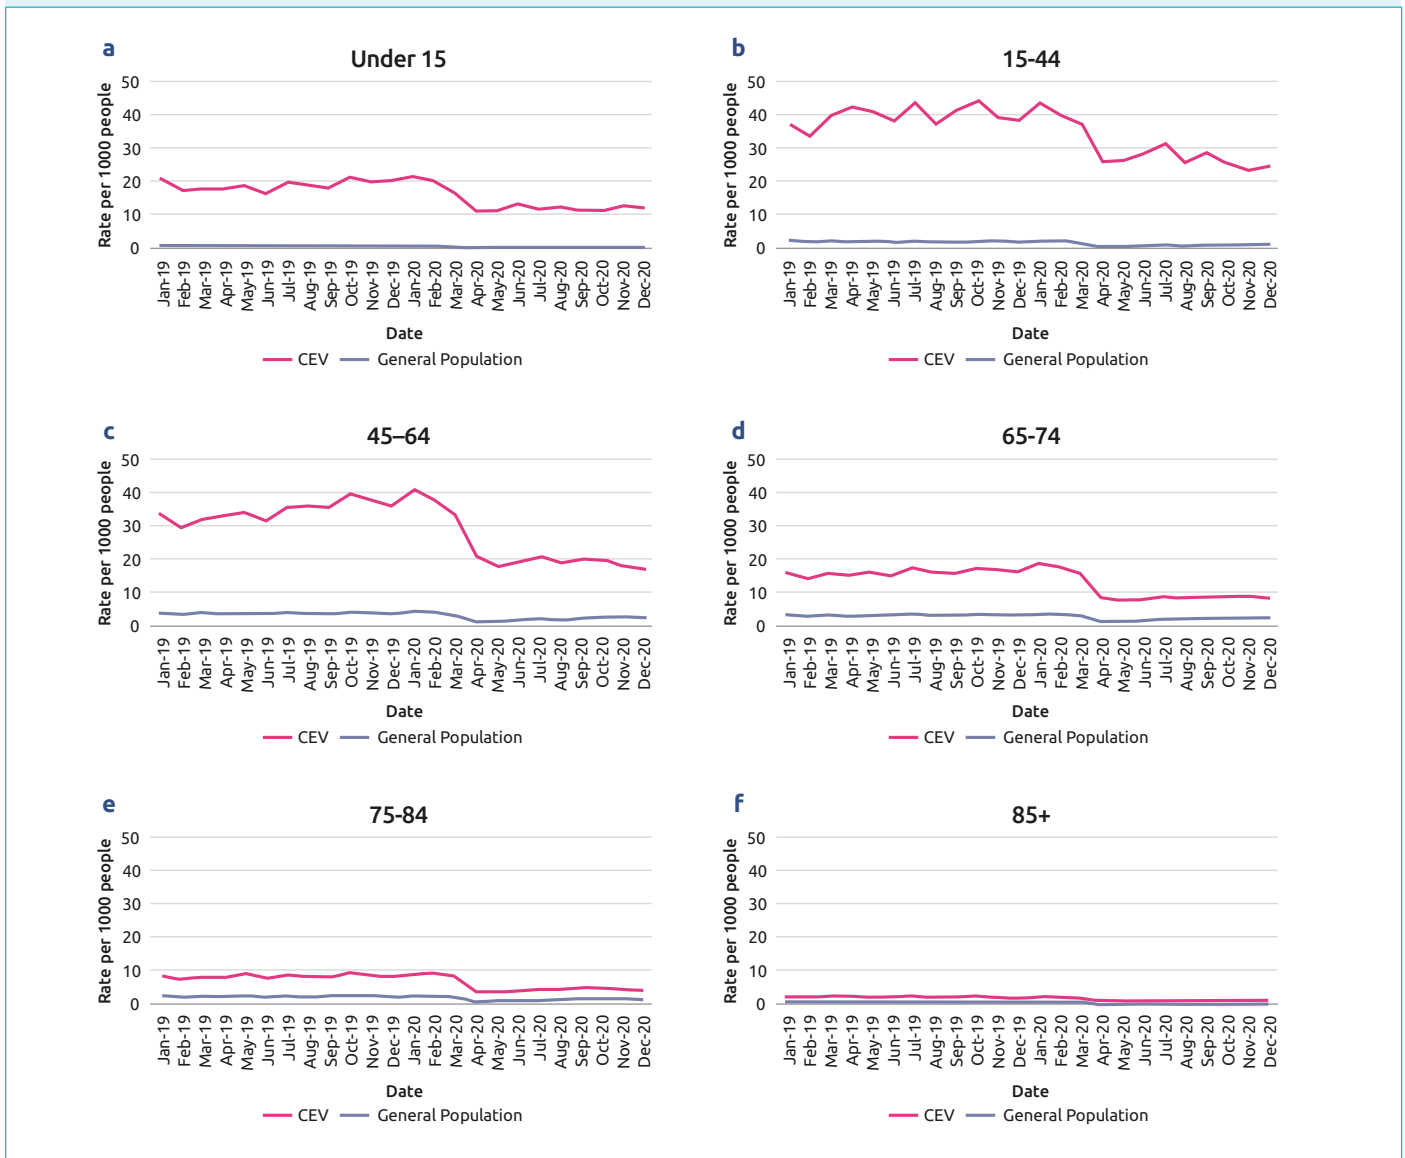 a
Under 15
Rate per 1000 people
50
40
30
20
10
0
Jan-19 Feb-19 Mar-19 Apr-19 May-19 Jun-19 Jul-19 Aug-19 Sep-19 Oct-19 Nov-19 Dec-19 Jan-20 Feb-20 Mar-20 Apr-20 May-20 Jun-20 Jul-20 Aug-20 Sep-20 Oct-20 Nov-20 Dec-20
Date
CEV General Population
b
15-44
Rate per 1000 people
50
40
30
20
10
0
Jan-19 Feb-19 Mar-19 Apr-19 May-19 Jun-19 Jul-19 Aug-19 Sep-19 Oct-19 Nov-19 Dec-19 Jan-20 Feb-20 Mar-20 Apr-20 May-20 Jun-20 Jul-20 Aug-20 Sep-20 Oct-20 Nov-20 Dec-20
Date
CEV General Population
c
45–64
Rate per 1000 people
50
40
30
20
10
0
Jan-19 Feb-19 Mar-19 Apr-19 May-19 Jun-19 Jul-19 Aug-19 Sep-19 Oct-19 Nov-19 Dec-19 Jan-20 Feb-20 Mar-20 Apr-20 May-20 Jun-20 Jul-20 Aug-20 Sep-20 Oct-20 Nov-20 Dec-20
Date
CEV General Population
d
65-74
Rate per 1000 people
50
40
30
20
10
0
Jan-19 Feb-19 Mar-19 Apr-19 May-19 Jun-19 Jul-19 Aug-19 Sep-19 Oct-19 Nov-19 Dec-19 Jan-20 Feb-20 Mar-20 Apr-20 May-20 Jun-20 Jul-20 Aug-20 Sep-20 Oct-20 Nov-20 Dec-20
Date
CEV General Population
e
75-84
Rate per 1000 people
50
40
30
20
10
0
Jan-19 Feb-19 Mar-19 Apr-19 May-19 Jun-19 Jul-19 Aug-19 Sep-19 Oct-19 Nov-19 Dec-19 Jan-20 Feb-20 Mar-20 Apr-20 May-20 Jun-20 Jul-20 Aug-20 Sep-20 Oct-20 Nov-20 Dec-20
Date
CEV General Population
f
85+
Rate per 1000 people
50
40
30
20
10
0
Jan-19 Feb-19 Mar-19 Apr-19 May-19 Jun-19 Jul-19 Aug-19 Sep-19 Oct-19 Nov-19 Dec-19 Jan-20 Feb-20 Mar-20 Apr-20 May-20 Jun-20 Jul-20 Aug-20 Sep-20 Oct-20 Nov-20 Dec-20
Date
CEV General Population